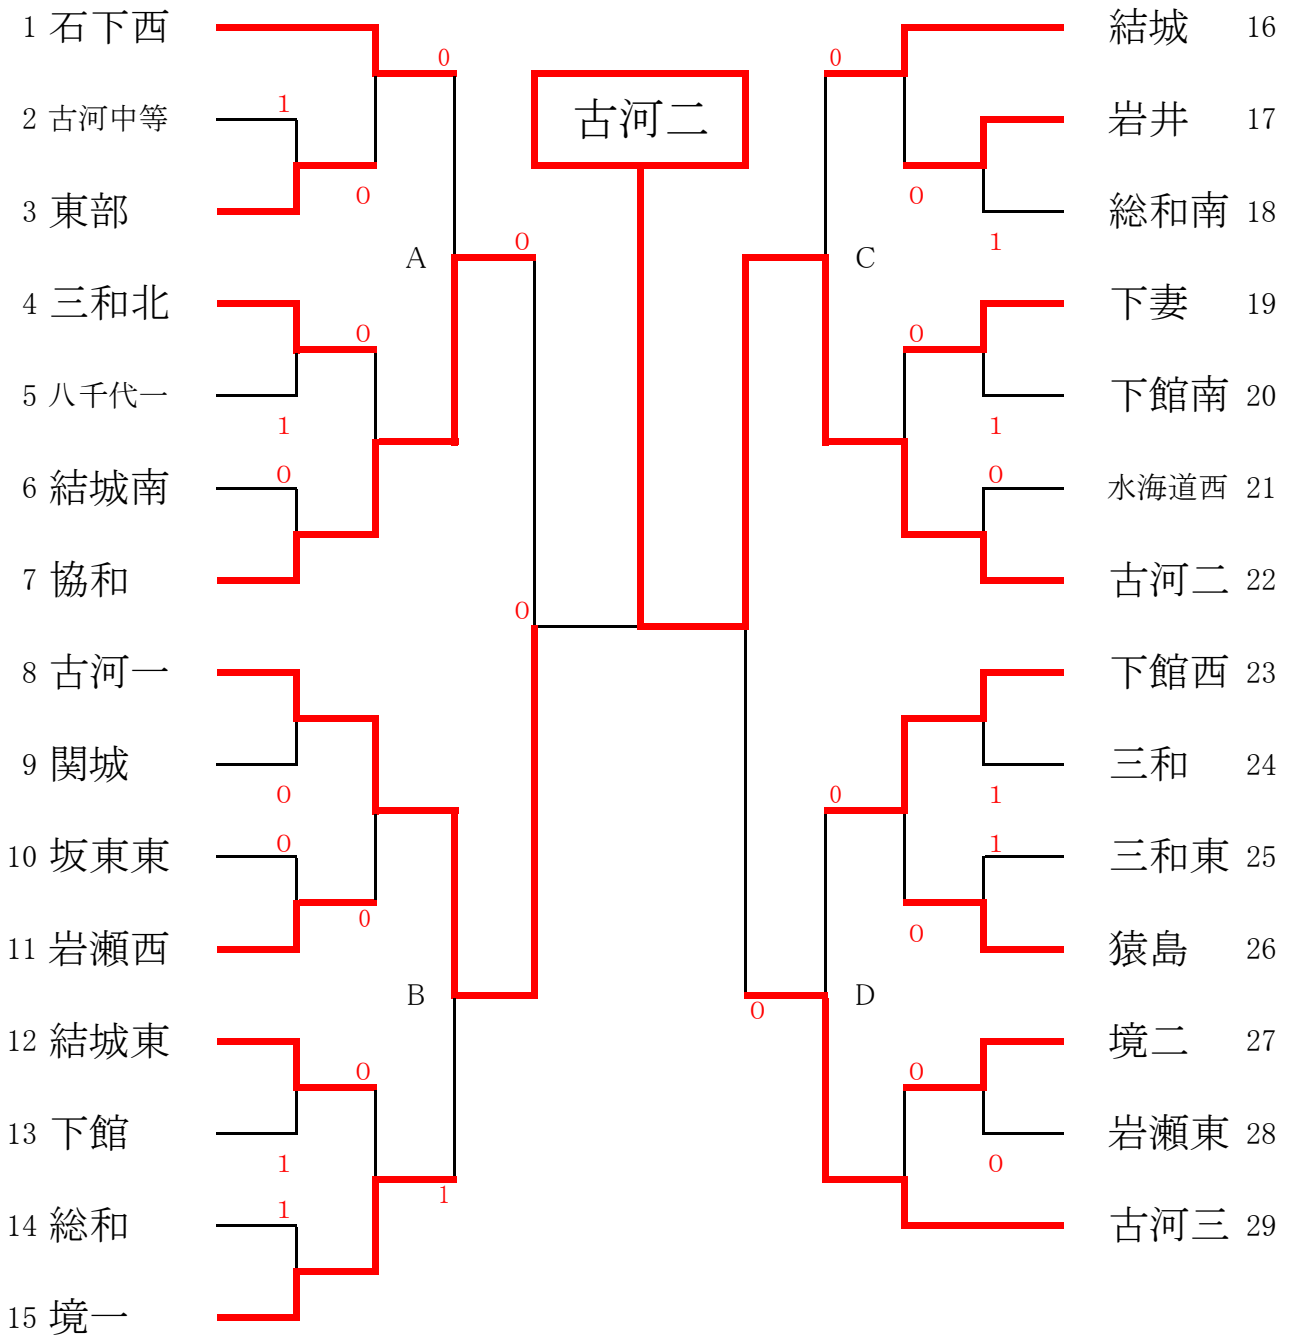 1 石下西
0
結城 16
2 古河中等
1
古河二
0
岩井 17
3 東部
0
0
総和南 18
1
A
0
C
4 三和北
0
0
下妻 19
5 八千代一
1
下館南 20
1
6 結城南
0
0
水海道西 21
7 協和
古河二 22
0
8 古河一
下館西 23
9 関城
0
三和 24
1
0
10 坂東東
0
1
三和東 25
11 岩瀬西
0
0
猿島 26
B
0
D
12 結城東
0
0
境二 27
13 下館
1
岩瀬東 28
0
14 総和
1
1
古河三 29
15 境一